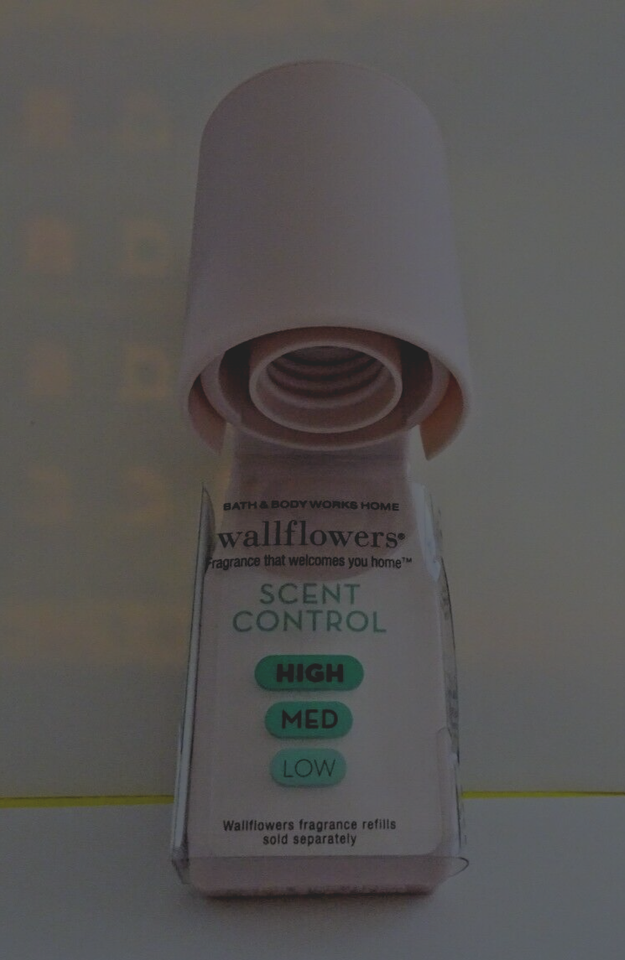 BATH & BODY WORKS HOME
wallflowers®
Fragrance that welcomes you home™
SCENT
CONTROL
HIGH
MED
LOW
Wallflowers fragrance refills
sold separately